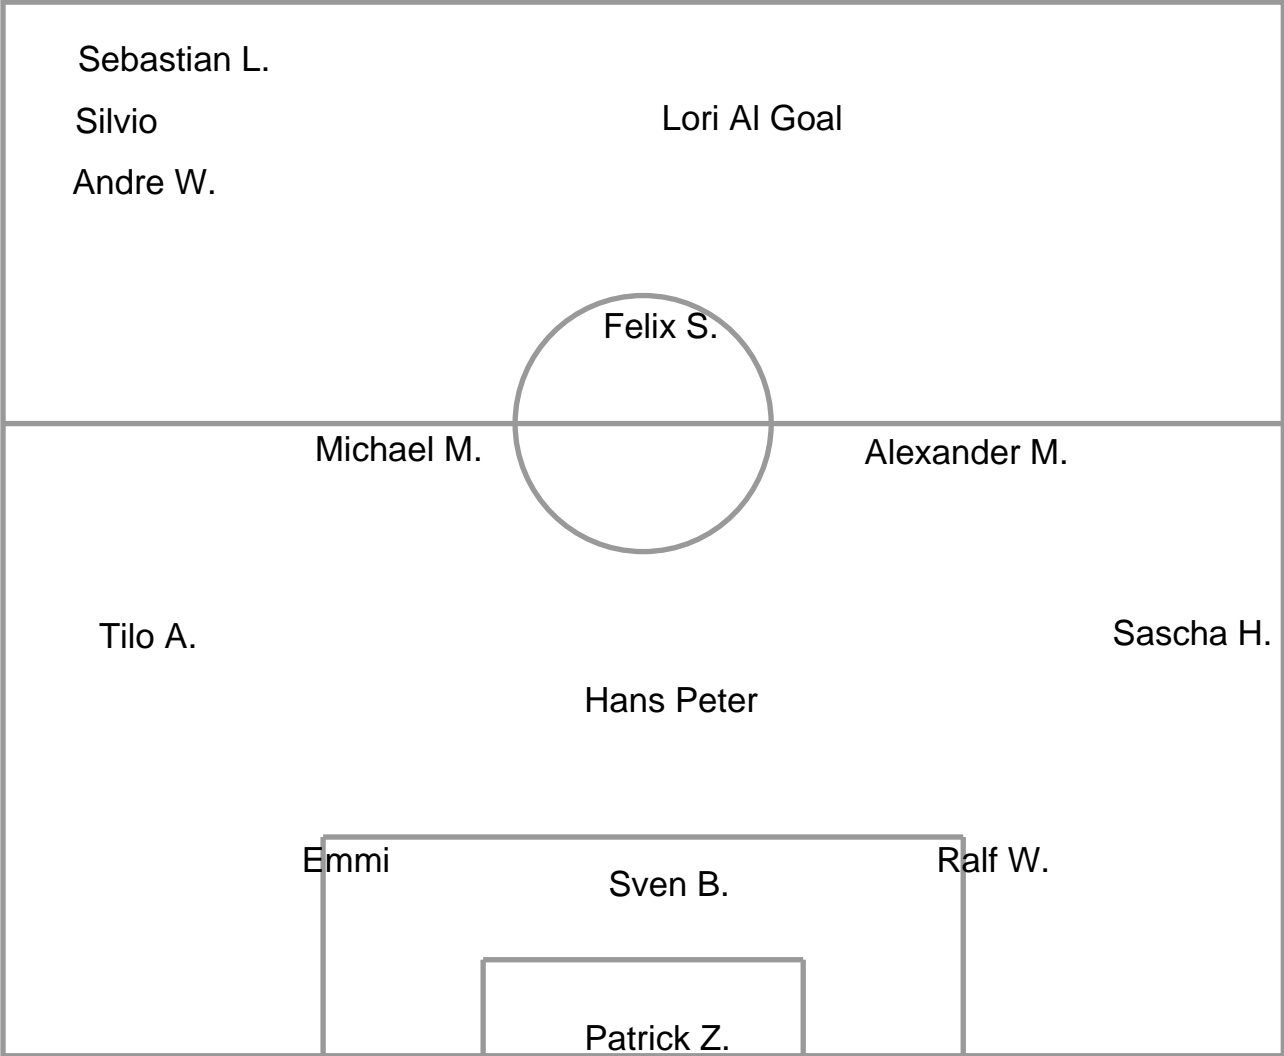 Sebastian L.
Silvio
Lori Al Goal
Andre W.
Felix S.
Michael M.
Alexander M.
Tilo A.
Sascha H.
Hans Peter
Emmi
Ralf W.
Sven B.
Patrick Z.